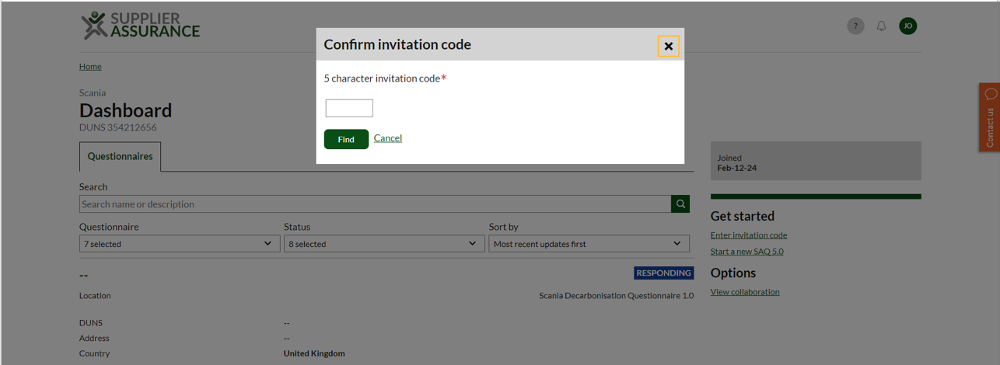 SUPPLIER
ASSURANCE
?
JO
Confirm invitation code
5 character invitation code*
Find
Cancel
Home
Scania
Dashboard
DUNS 354212656
Questionnaires
Search
Search name or description
Questionnaire
7 selected
Status
8 selected
Sort by
Most recent updates first
--
RESPONDING
Location
Scania Decarbonisation Questionnaire 1.0
DUNS
--
Address
--
Country
United Kingdom
Joined
Feb-12-24
Get started
Enter invitation code
Start a new SAQ 5.0
Options
View collaboration
Contact us